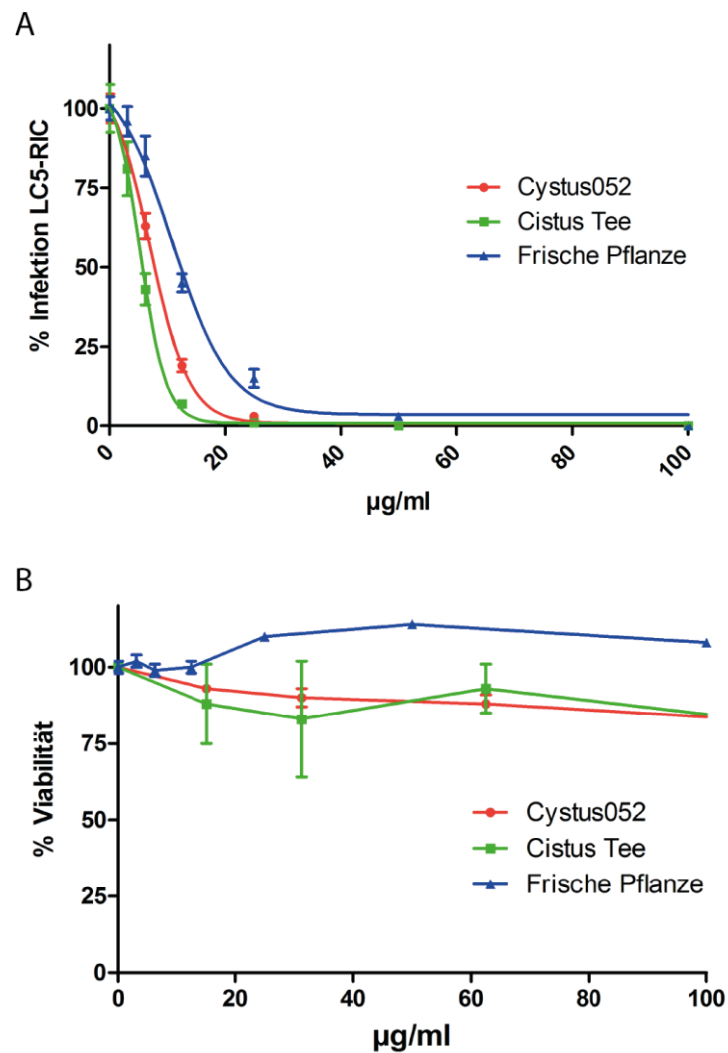 A
% Infektion LC5-RIC
100
75
50
25
0
Cystus052
Cistus Tee
Frische Pflanze
0 20 40 60 80 100
µg/ml
B
% Viabilität
100
75
50
25
0
Cystus052
Cistus Tee
Frische Pflanze
0 20 40 60 80 100
µg/ml